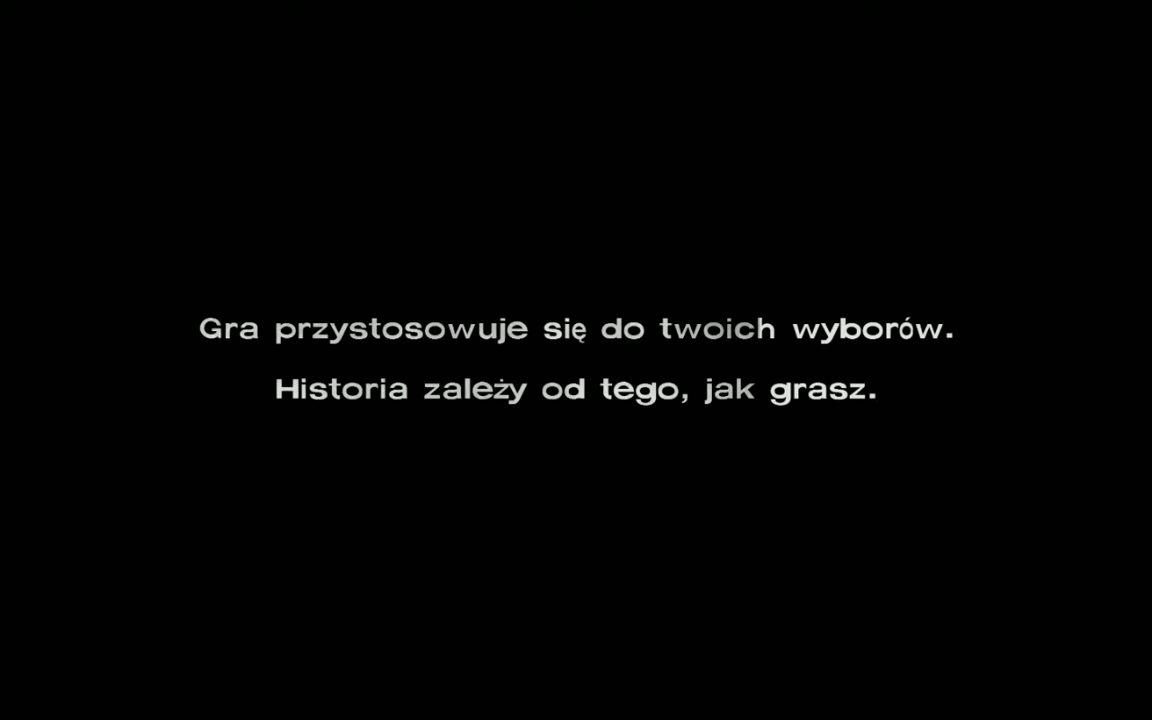 Gra przystosowuje się do twoich wyborów.
Historia zależy od tego, jak grasz.